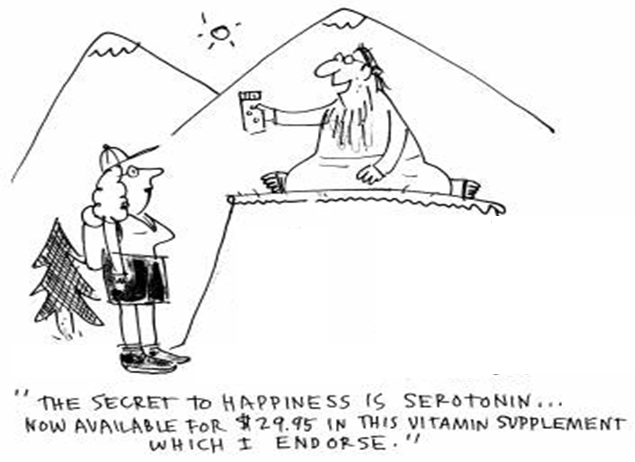 "THE SECRET TO HAPPINESS IS SEROTONIN...
NOW AVAILABLE FOR $29.95 IN THIS VITAMIN SUPPLEMENT
WHICH I ENDORSE."